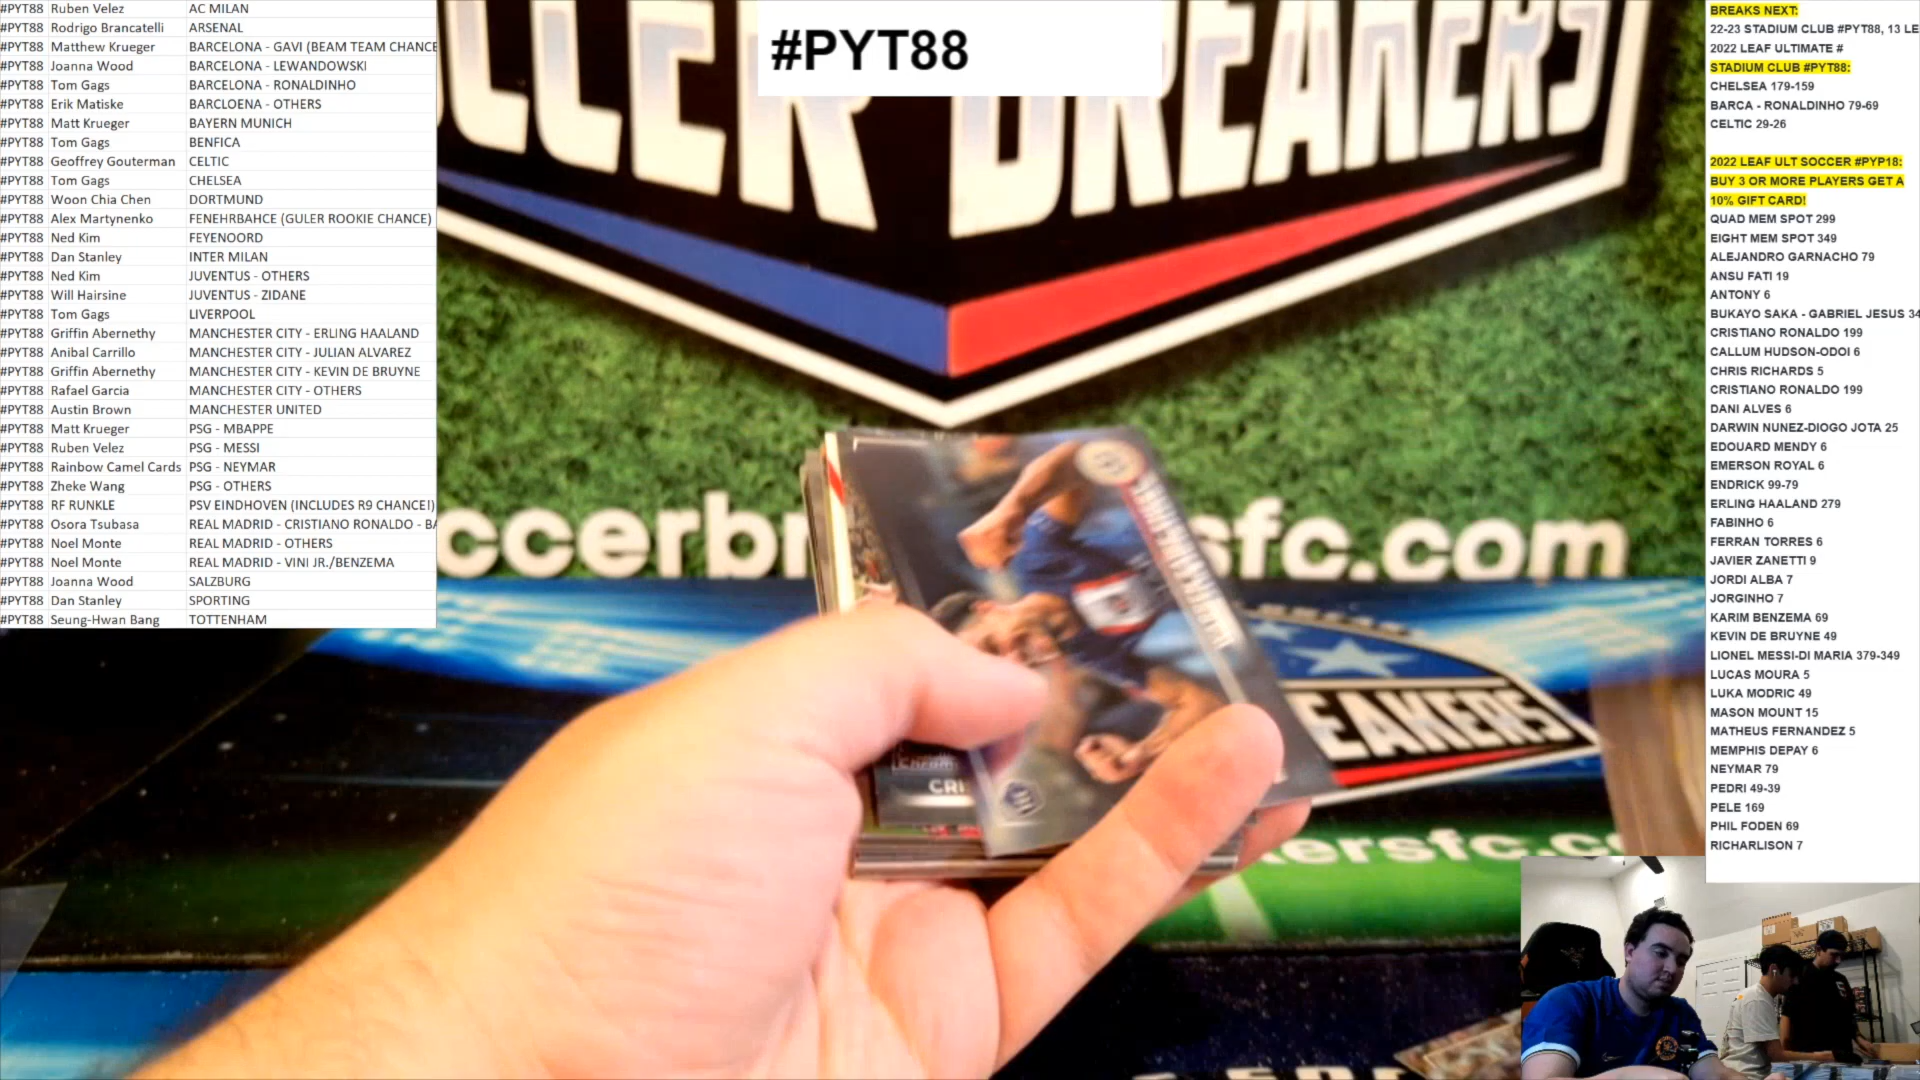 #PYT88 Ruben Velez AC MILAN
#PYT88 Rodrigo Brancatelli ARSENAL
#PYT88 Matthew Krueger BARCELONA - GAVI (BEAM TEAM CHANCE
#PYT88 Joanna Wood BARCELONA - LEWANDOWSKI
#PYT88 Tom Gags BARCELONA - RONALDINHO
#PYT88 Erik Matiske BARCLOENA - OTHERS
#PYT88 Matt Krueger BAYERN MUNICH
#PYT88 Tom Gags BENFICA
#PYT88 Geoffrey Gouterman CELTIC
#PYT88 Tom Gags CHELSEA
#PYT88 Woon Chia Chen DORTMUND
#PYT88 Alex Martynenko FENEHRBAHCE (GULER ROOKIE CHANCE)
#PYT88 Ned Kim FEYENOORD
#PYT88 Dan Stanley INTER MILAN
#PYT88 Ned Kim JUVENTUS - OTHERS
#PYT88 Will Hairsine JUVENTUS - ZIDANE
#PYT88 Tom Gags LIVERPOOL
#PYT88 Griffin Abernethy MANCHESTER CITY - ERLING HAALAND
#PYT88 Anibal Carrillo MANCHESTER CITY - JULIAN ALVAREZ
#PYT88 Griffin Abernethy MANCHESTER CITY - KEVIN DE BRUYNE
#PYT88 Rafael Garcia MANCHESTER CITY - OTHERS
#PYT88 Austin Brown MANCHESTER UNITED
#PYT88 Matt Krueger PSG - MBAPPE
#PYT88 Ruben Velez PSG - MESSI
#PYT88 Rainbow Camel Cards PSG - NEYMAR
#PYT88 Zheke Wang PSG - OTHERS
#PYT88 RF RUNKLE PSV EINDHOVEN (INCLUDES R9 CHANCE!)
#PYT88 Osora Tsubasa REAL MADRID - CRISTIANO RONALDO - BA
#PYT88 Noel Monte REAL MADRID - OTHERS
#PYT88 Noel Monte REAL MADRID - VINI JR./BENZEMA
#PYT88 Joanna Wood SALZBURG
#PYT88 Dan Stanley SPORTING
#PYT88 Seung-Hwan Bang TOTTENHAM
#PYT88
CCER BREAKERS
ccerbr sfc.com
EAKERS
kersfc.c
CRI
BREAKS NEXT:
22-23 STADIUM CLUB #PYT88, 13 LE
2022 LEAF ULTIMATE #
STADIUM CLUB #PYT88:
CHELSEA 179-159
BARCA - RONALDINHO 79-69
CELTIC 29-26
2022 LEAF ULT SOCCER #PYP18:
BUY 3 OR MORE PLAYERS GET A
10% GIFT CARD!
QUAD MEM SPOT 299
EIGHT MEM SPOT 349
ALEJANDRO GARNACHO 79
ANSU FATI 19
ANTONY 6
BUKAYO SAKA - GABRIEL JESUS 34
CRISTIANO RONALDO 199
CALLUM HUDSON-ODOI 6
CHRIS RICHARDS 5
CRISTIANO RONALDO 199
DANI ALVES 6
DARWIN NUNEZ-DIOGO JOTA 25
EDOUARD MENDY 6
EMERSON ROYAL 6
ENDRICK 99-79
ERLING HAALAND 279
FABINHO 6
FERRAN TORRES 6
JAVIER ZANETTI 9
JORDI ALBA 7
JORGINHO 7
KARIM BENZEMA 69
KEVIN DE BRUYNE 49
LIONEL MESSI-DI MARIA 379-349
LUCAS MOURA 5
LUKA MODRIC 49
MASON MOUNT 15
MATHEUS FERNANDEZ 5
MEMPHIS DEPAY 6
NEYMAR 79
PEDRI 49-39
PELE 169
PHIL FODEN 69
RICHARLISON 7